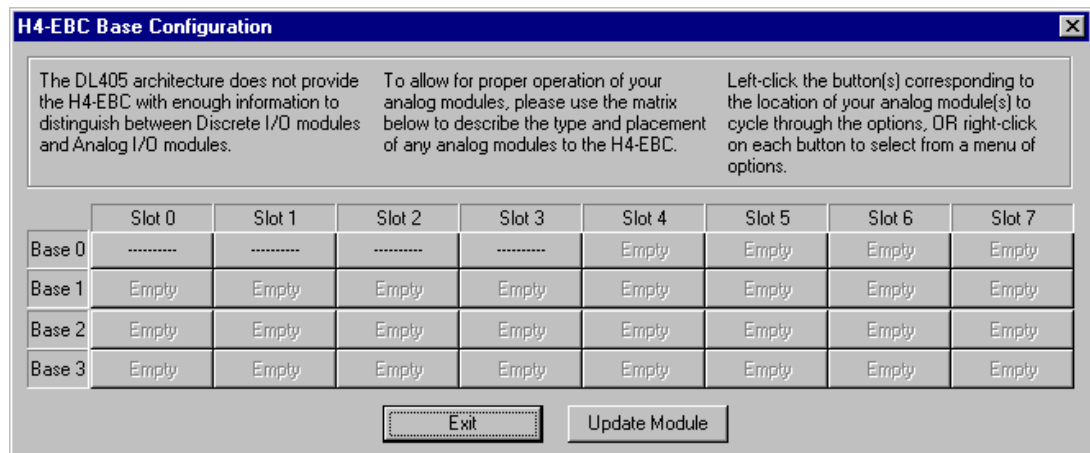 H4-EBC Base Configuration
The DL405 architecture does not provide
the H4-EBC with enough information to
distinguish between Discrete I/O modules
and Analog I/O modules.
To allow for proper operation of your
analog modules, please use the matrix
below to describe the type and placement
of any analog modules to the H4-EBC.
Left-click the button(s) corresponding to
the location of your analog module(s) to
cycle through the options, OR right-click
on each button to select from a menu of
options.
Slot 0 Slot 1 Slot 2 Slot 3 Slot 4 Slot 5 Slot 6 Slot 7
Base 0 --------- --------- --------- --------- Empty Empty Empty Empty
Base 1 Empty Empty Empty Empty Empty Empty Empty Empty
Base 2 Empty Empty Empty Empty Empty Empty Empty Empty
Base 3 Empty Empty Empty Empty Empty Empty Empty Empty
Exit Update Module